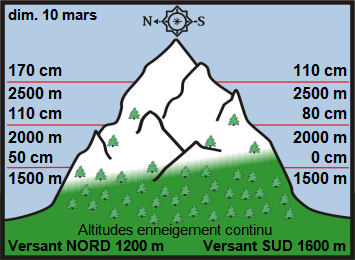 dim. 10 mars
N S
170 cm 110 cm
2500 m 2500 m
110 cm 80 cm
2000 m 2000 m
50 cm 0 cm
1500 m 1500 m
Altitudes enneigement continu
Versant NORD 1200 m Versant SUD 1600 m